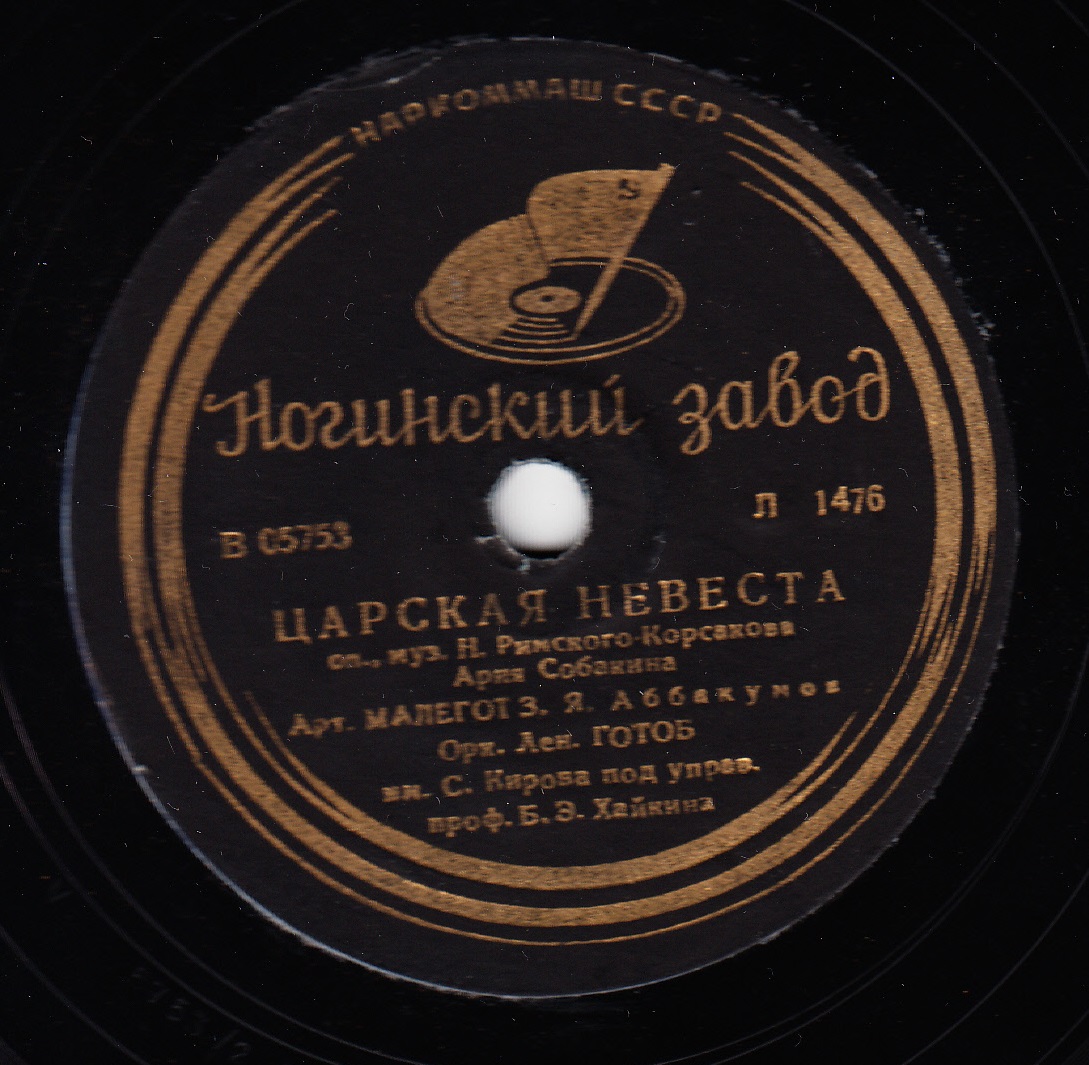 НАРКОММАШ СССР
Ногинский завод
В 05753
Л 1476
ЦАРСКАЯ НЕВЕСТА
оп., муз. Н. Римского-Корсакова
Ария Собакина
Арт. МАЛЕГОТ З. Я. Аббакумов
Орк. Лен. ГОТОБ
им. С. Кирова под управ.
проф. Б. Э. Хайкина